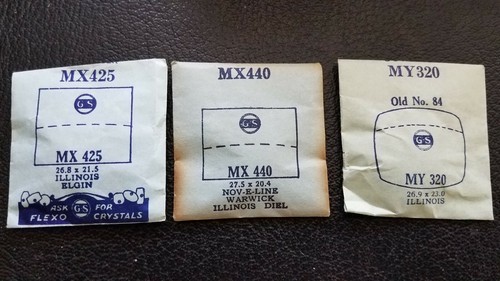 MX425
GS
MX 425
26.8 x 21.5
ILLINOIS
ELGIN
ASK GS FOR
FLEXO CRYSTALS
MX440
GS
MX 440
27.5 x 20.4
NOV-E-LINE
WARWICK
ILLINOIS DIEL
MY320
Old No. 84
GS
MY 320
26.9 x 23.0
ILLINOIS